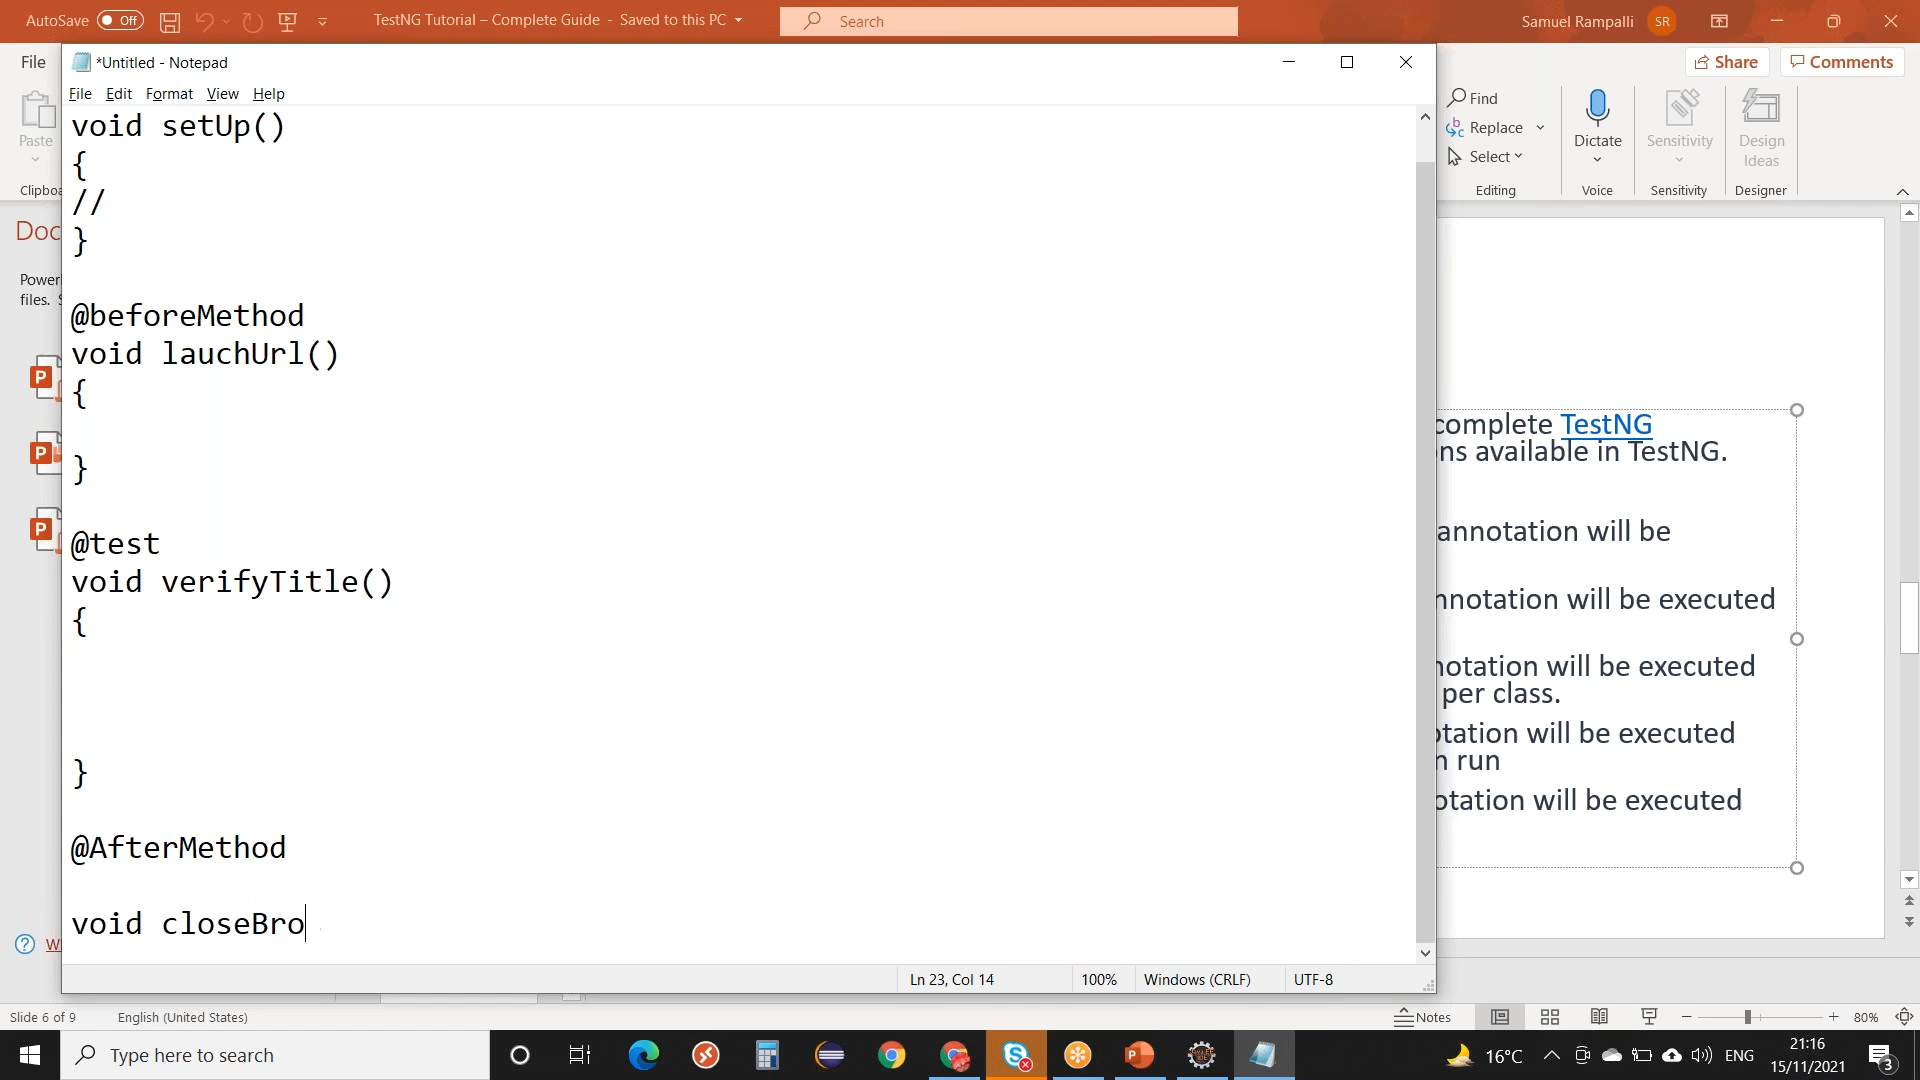 AutoSave Off
TestNG Tutorial – Complete Guide - Saved to this PC
Search
Samuel Rampalli SR
File
Share
Comments
*Untitled - Notepad
File Edit Format View Help
Paste
Find
Replace
Select
Editing
Dictate
Voice
Sensitivity
Sensitivity
Design
Ideas
Designer
void setUp()
{
//
}
@beforeMethod
void lauchUrl()
{
}
@test
void verifyTitle()
{
}
@AfterMethod
void closeBro
Ln 23, Col 14
100%
Windows (CRLF)
UTF-8
complete TestNG
ns available in TestNG.
annotation will be
nnotation will be executed
notation will be executed
per class.
otation will be executed
n run
otation will be executed
Slide 6 of 9
English (United States)
Notes
80%
Type here to search
16°C
ENG
21:16
15/11/2021
3